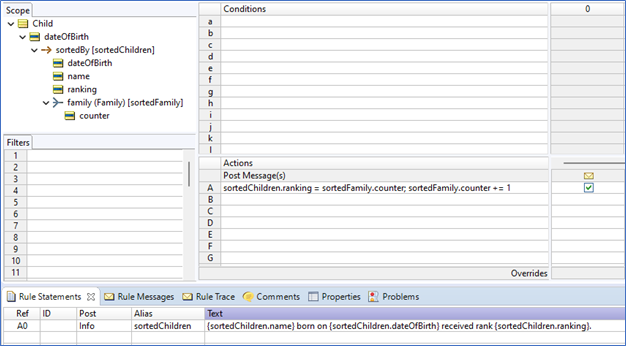 Scope
Child
dateOfBirth
sortedBy [sortedChildren]
dateOfBirth
name
ranking
family (Family) [sortedFamily]
counter
Filters
1
2
3
4
5
6
7
8
9
10
11
Conditions 0
a
b
c
d
e
f
g
h
i
j
k
l
Actions
Post Message(s)
A sortedChildren.ranking = sortedFamily.counter; sortedFamily.counter += 1
B
C
D
E
F
G
Overrides
Rule Statements Rule Messages Rule Trace Comments Properties Problems
Ref ID Post Alias Text
A0 Info sortedChildren {sortedChildren.name} born on {sortedChildren.dateOfBirth} received rank {sortedChildren.ranking}.